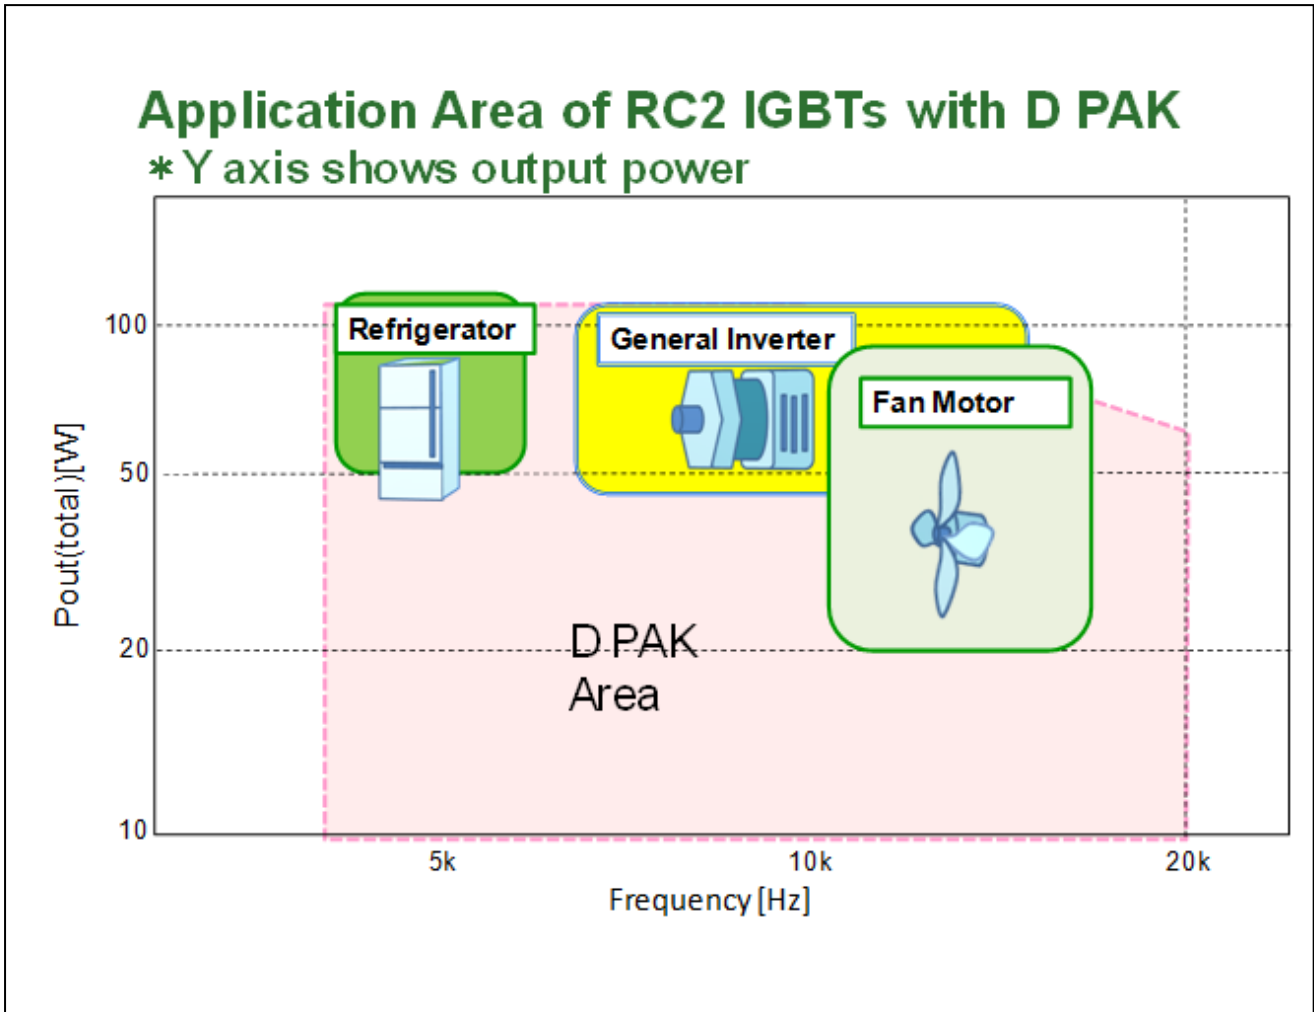 Application Area of RC2 IGBTs with D PAK
* Y axis shows output power
100
50
20
10
Pout(total)[W]
Refrigerator
General Inverter
Fan Motor
D PAK
Area
5k
10k
20k
Frequency [Hz]